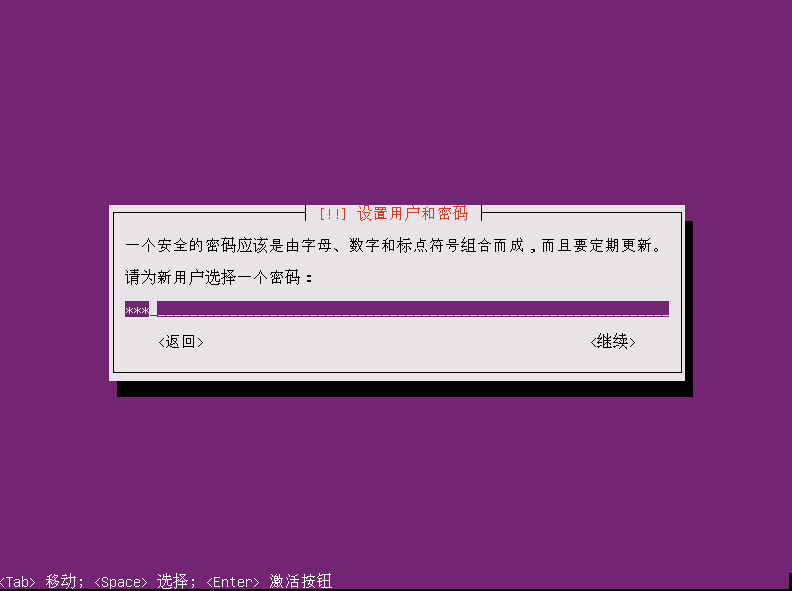 [!!] 设置用户和密码
一个安全的密码应该是由字母、数字和标点符号组合而成，而且要定期更新。
请为新用户选择一个密码：
***
<返回> <继续>
<Tab> 移动; <Space> 选择; <Enter> 激活按钮